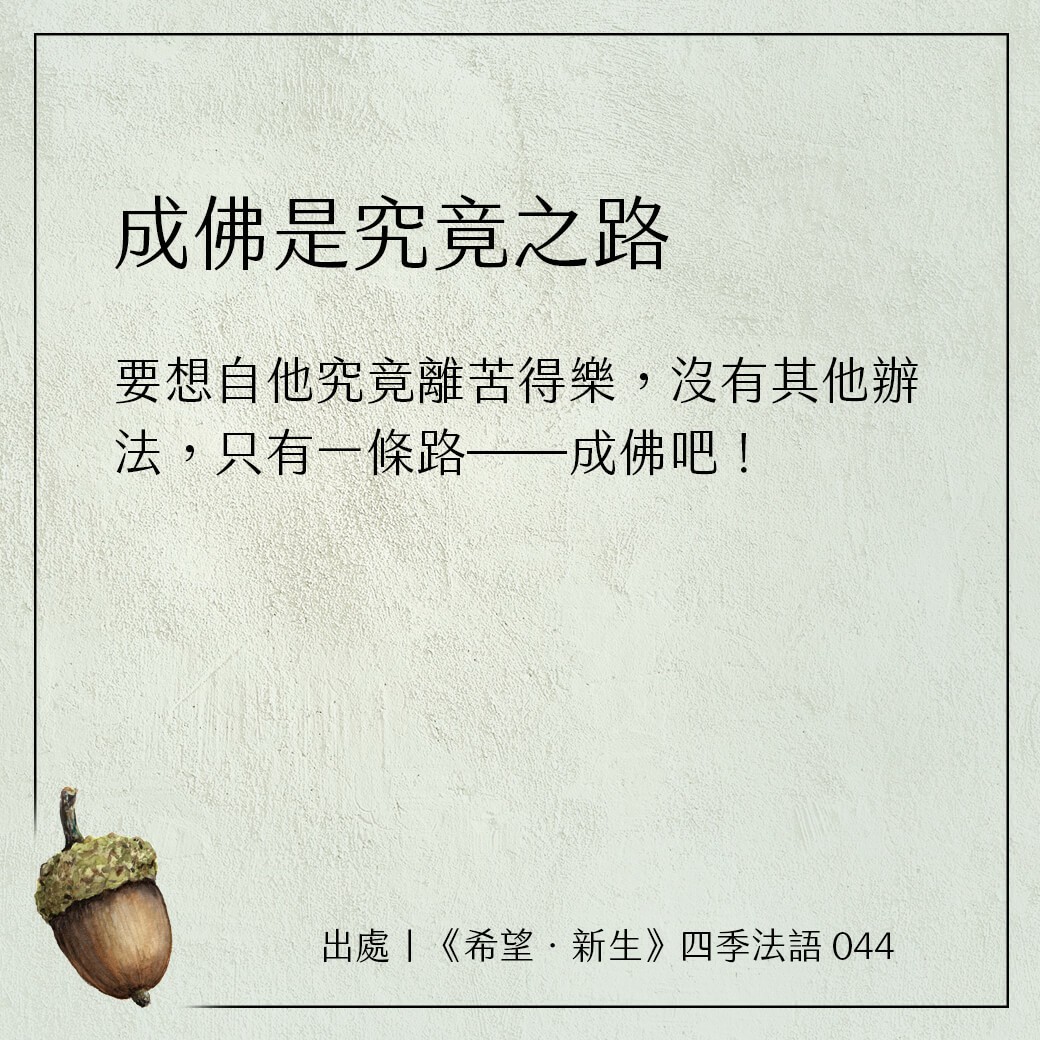 成佛是究竟之路
要想自他究竟離苦得樂，沒有其他辦
法，只有一條路——成佛吧！
出處|《希望．新生》四季法語 044